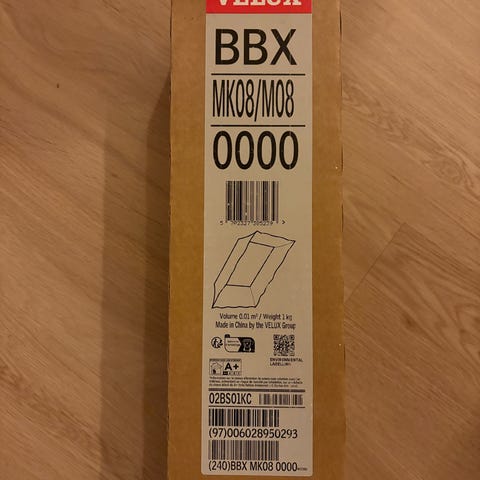 VELUX
BBX
MK08/M08
0000
Volume 0.01 m³ / Weight 1 kg
Made in China by the VELUX Group
ENVIRONMENTAL
LABELLING
A+
02BS01KC
(97)006028950293
(240)BBX MK08 0000